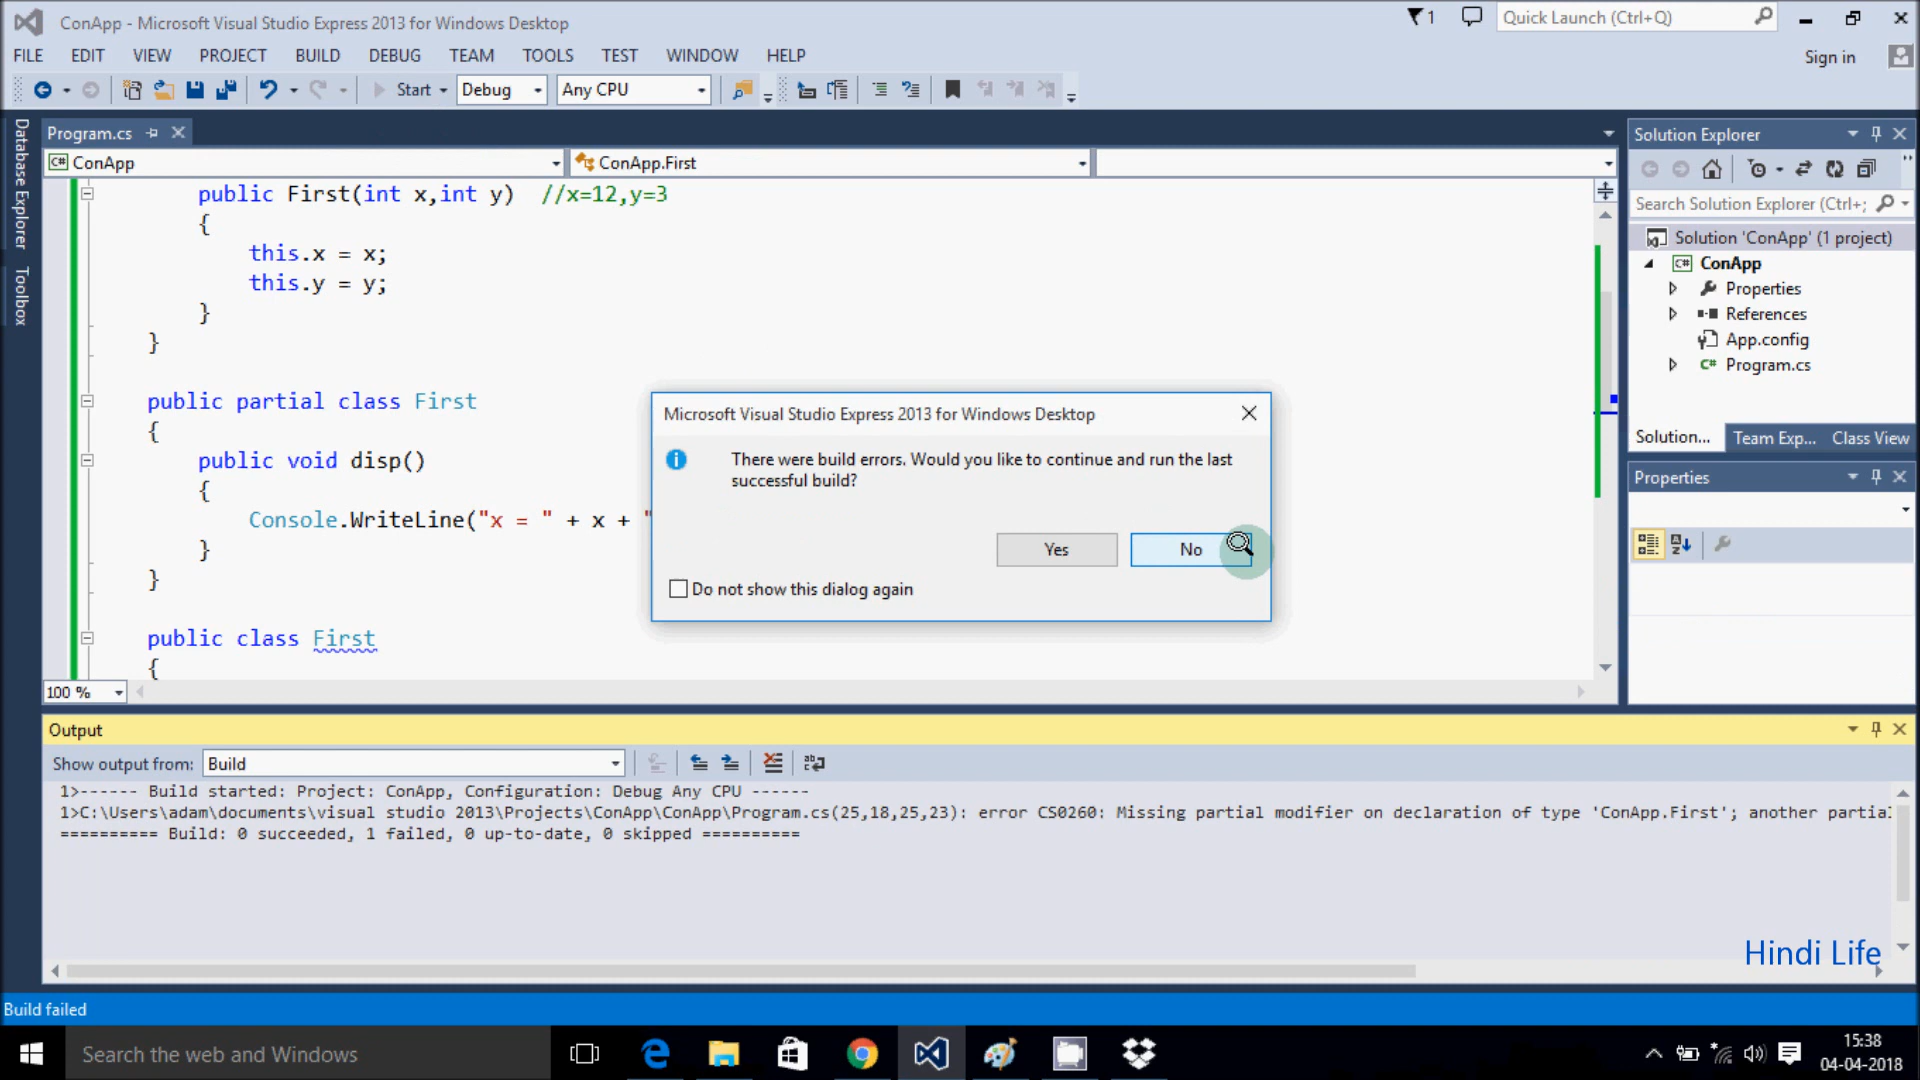 ConApp - Microsoft Visual Studio Express 2013 for Windows Desktop
1
Quick Launch (Ctrl+Q)
FILE EDIT VIEW PROJECT BUILD DEBUG TEAM TOOLS TEST WINDOW HELP
Sign in
Start Debug Any CPU
Database Explorer
Toolbox
Program.cs
C# ConApp
ConApp.First
public First(int x,int y) //x=12,y=3
{
this.x = x;
this.y = y;
}
}
public partial class First
{
public void disp()
{
Console.WriteLine("x = " + x + "
}
}
public class First
{
100 %
Microsoft Visual Studio Express 2013 for Windows Desktop
There were build errors. Would you like to continue and run the last
successful build?
Yes
No
Do not show this dialog again
Solution Explorer
Search Solution Explorer (Ctrl+;
Solution 'ConApp' (1 project)
C# ConApp
Properties
References
App.config
C# Program.cs
Solution... Team Exp... Class View
Properties
Output
Show output from: Build
1>------ Build started: Project: ConApp, Configuration: Debug Any CPU ------
1>C:\Users\adam\documents\visual studio 2013\Projects\ConApp\ConApp\Program.cs(25,18,25,23): error CS0260: Missing partial modifier on declaration of type 'ConApp.First'; another partial
========== Build: 0 succeeded, 1 failed, 0 up-to-date, 0 skipped ==========
Hindi Life
Build failed
Search the web and Windows
15:38
04-04-2018